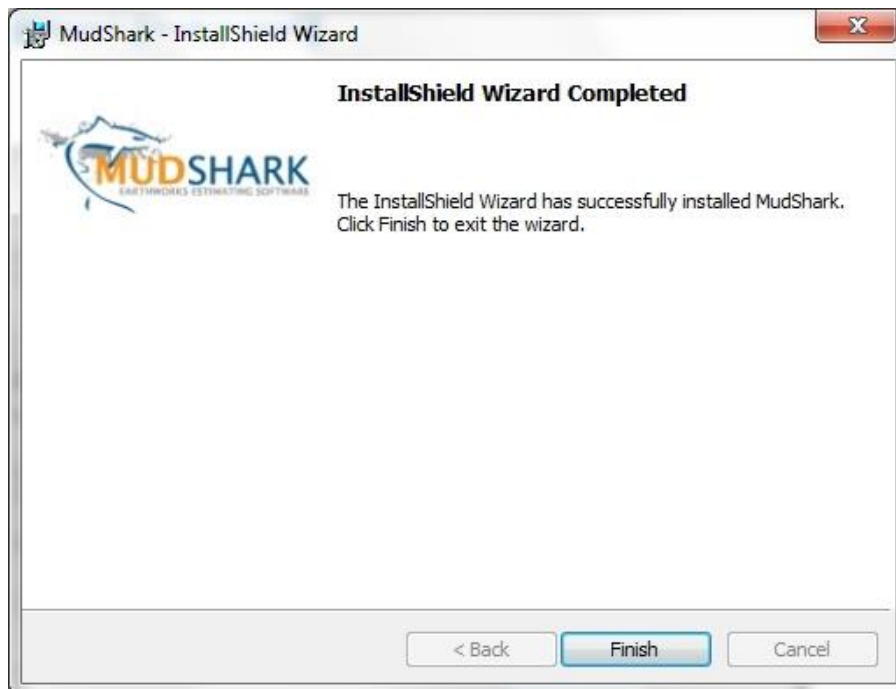 MudShark - InstallShield Wizard
InstallShield Wizard Completed
MUDSHARK
EARTHWORKS ESTIMATING SOFTWARE
The InstallShield Wizard has successfully installed MudShark.
Click Finish to exit the wizard.
< Back
Finish
Cancel